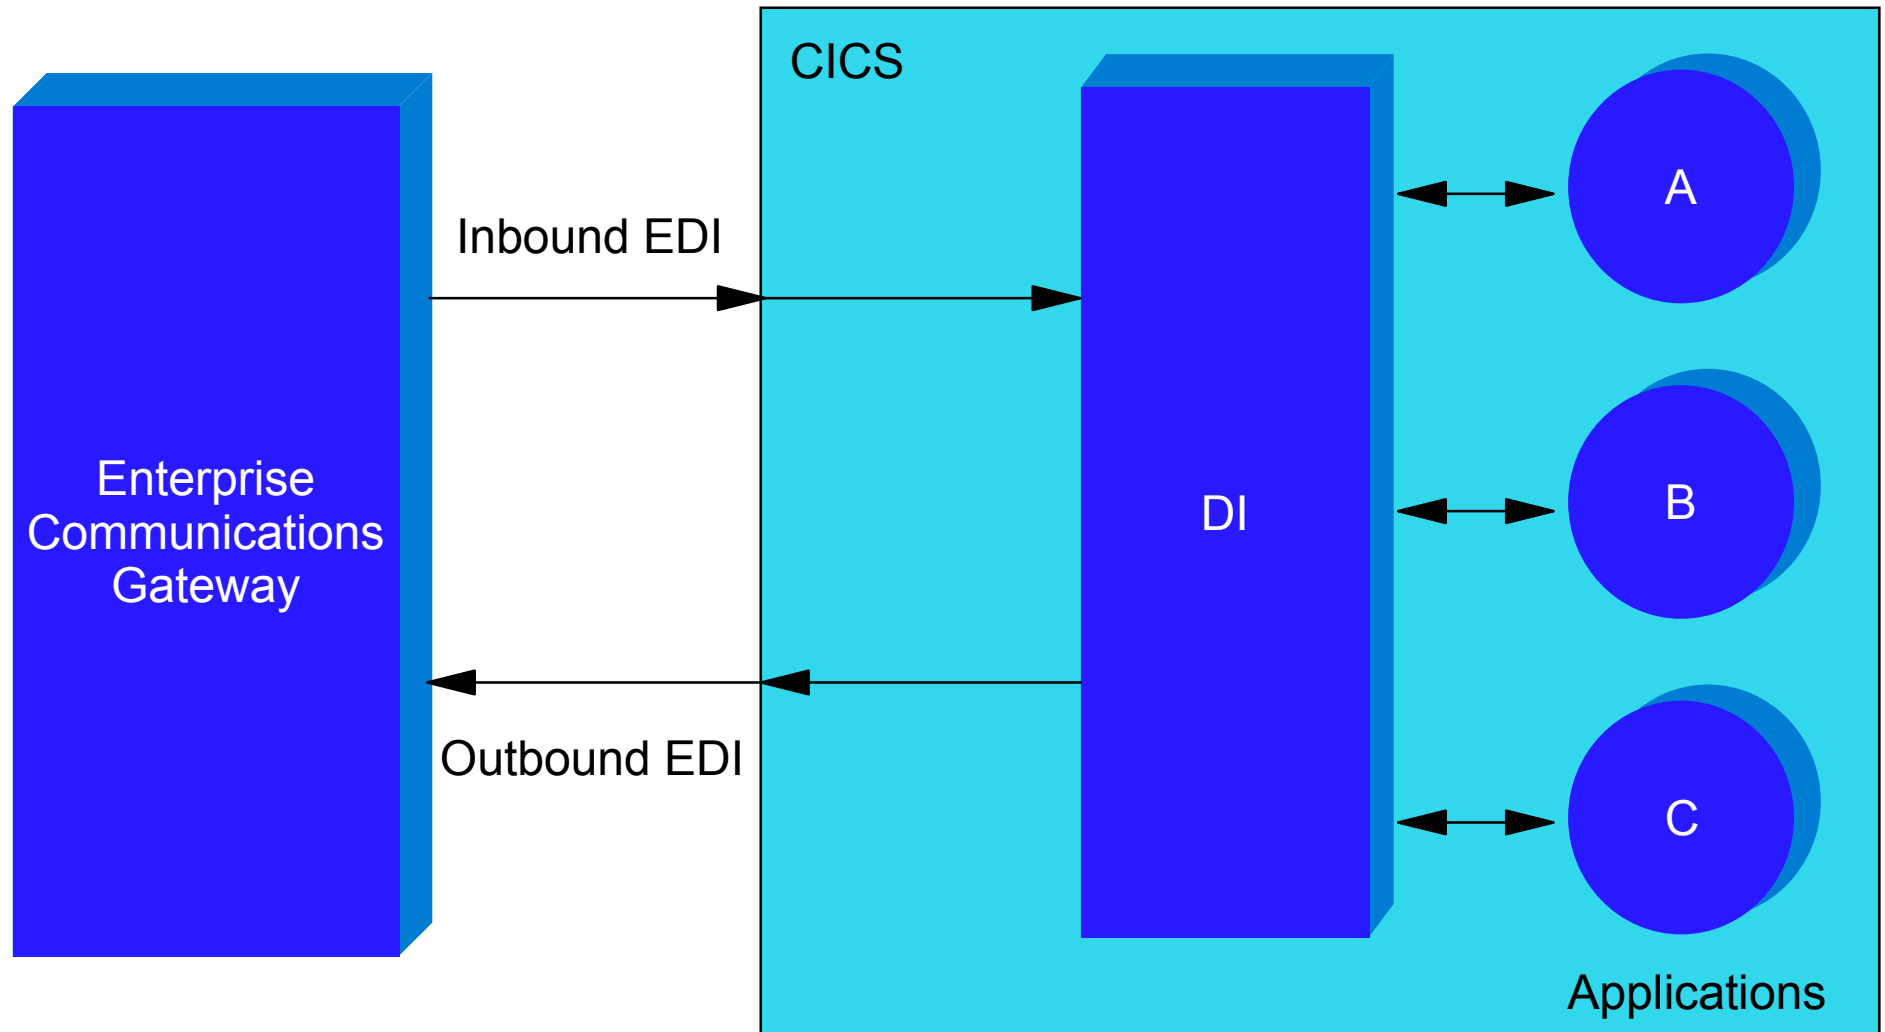 CICS
Inbound EDI
Enterprise
Communications
Gateway
Outbound EDI
DI
A
B
C
Applications